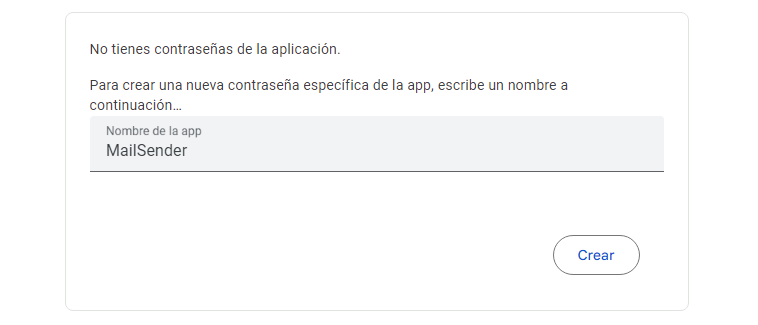 No tienes contraseñas de la aplicación.
Para crear una nueva contraseña específica de la app, escribe un nombre a
continuación…
Nombre de la app
MailSender
Crear